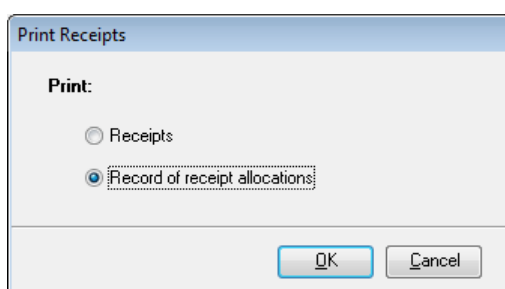 Print Receipts
Print:
Receipts
Record of receipt allocations
OK Cancel